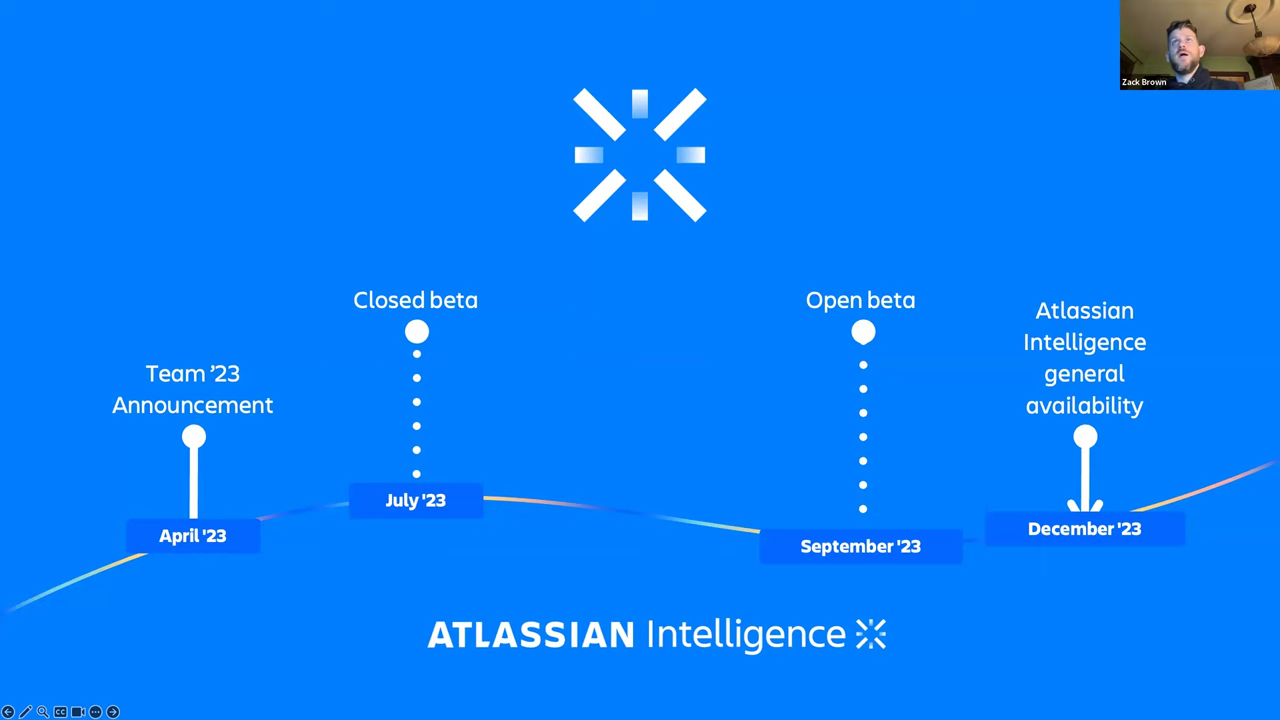 Zack Brown
Closed beta
Open beta
Atlassian
Intelligence
general
availability
Team ’23
Announcement
July '23
April '23
September '23
December '23
ATLASSIAN Intelligence
CC